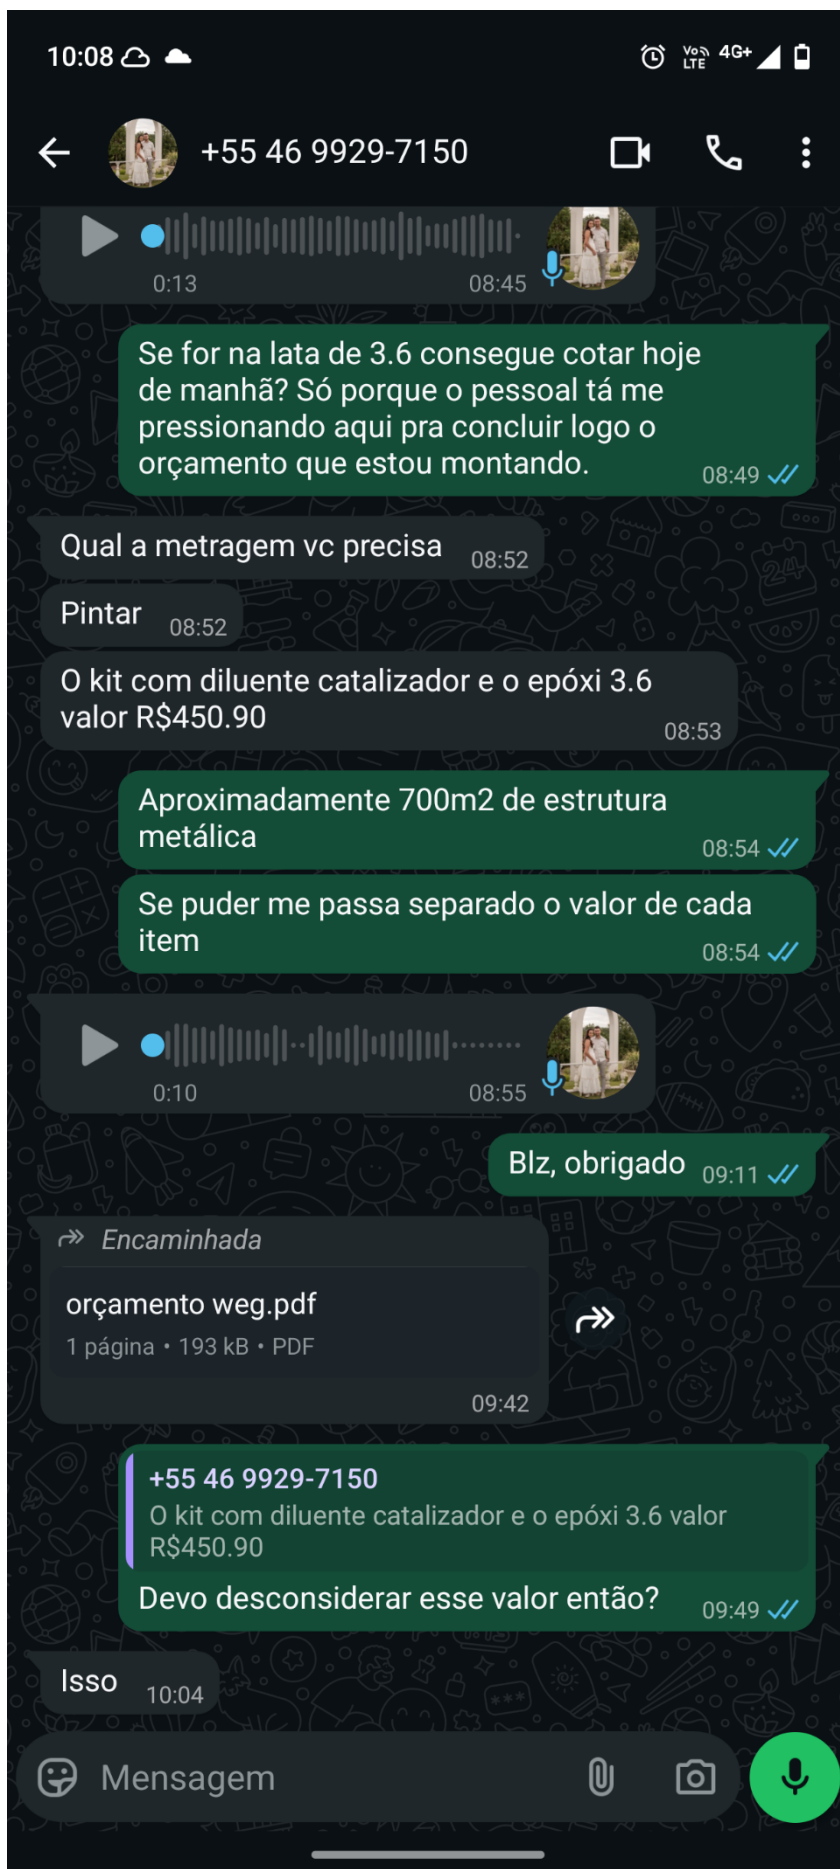 10:08
Vo LTE 4G+
+55 46 9929-7150
0:13 08:45
Se for na lata de 3.6 consegue cotar hoje
de manhã? Só porque o pessoal tá me
pressionando aqui pra concluir logo o
orçamento que estou montando.
08:49
Qual a metragem vc precisa 08:52
Pintar 08:52
O kit com diluente catalizador e o epóxi 3.6
valor R$450.90
08:53
Aproximadamente 700m2 de estrutura
metálica
08:54
Se puder me passa separado o valor de cada
item
08:54
0:10 08:55
Blz, obrigado 09:11
Encaminhada
orçamento weg.pdf
1 página • 193 kB • PDF
09:42
+55 46 9929-7150
O kit com diluente catalizador e o epóxi 3.6 valor
R$450.90
Devo desconsiderar esse valor então? 09:49
Isso 10:04
Mensagem